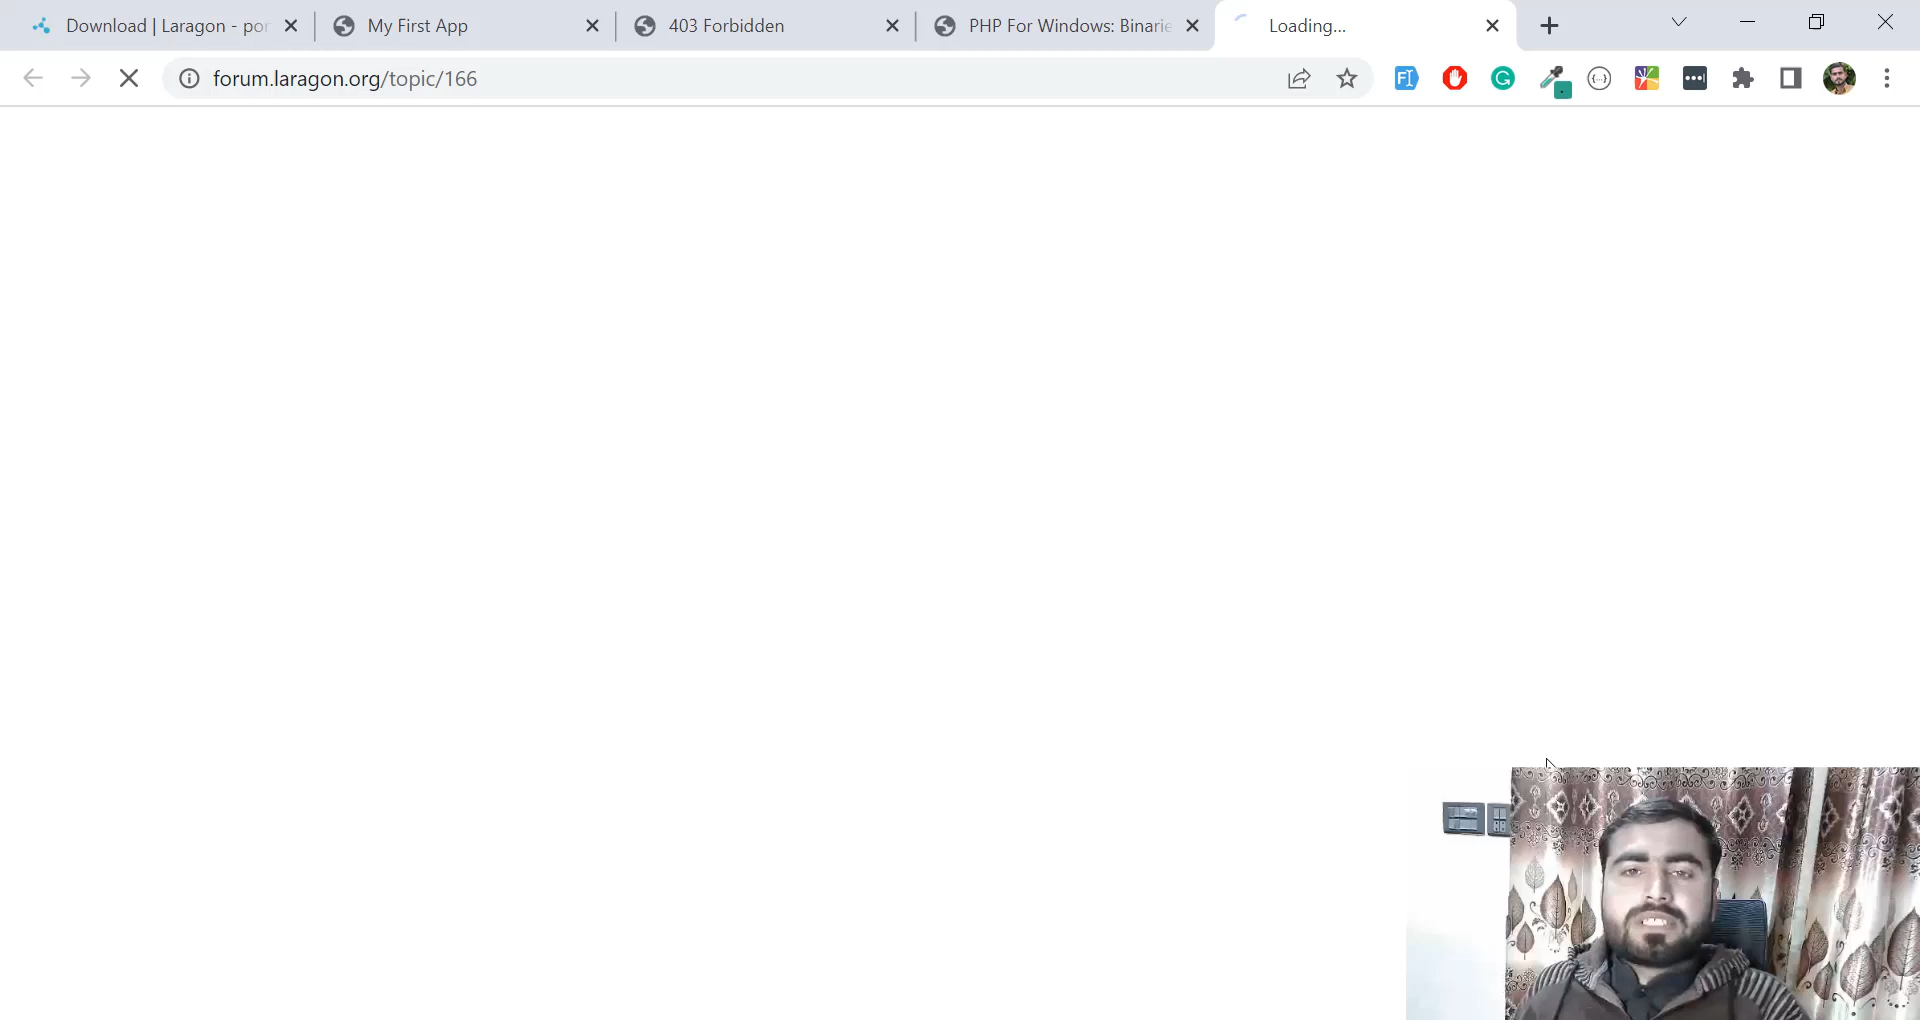 Download | Laragon - por
My First App
403 Forbidden
PHP For Windows: Binarie
Loading...
forum.laragon.org/topic/166